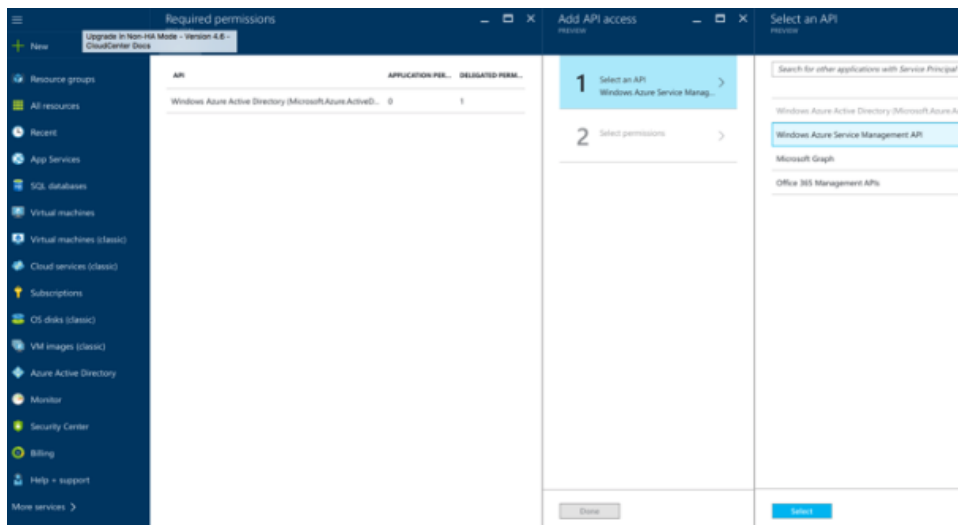 Required permissions
Add API access
PREVIEW
Select an API
PREVIEW
New
Upgrade in Non-HA Mode - Version 4.6 -
CloudCenter Docs
Resource groups
All resources
Recent
App Services
SQL databases
Virtual machines
Virtual machines (classic)
Cloud services (classic)
Subscriptions
OS disks (classic)
VM images (classic)
Azure Active Directory
Monitor
Security Center
Billing
Help + support
More services >
API APPLICATION PER... DELEGATED PERM...
Windows Azure Active Directory (Microsoft.Azure.ActiveD... 0 1
1 Select an API
Windows Azure Service Manag...
2 Select permissions
Done
Search for other applications with Service Principal
Windows Azure Active Directory (Microsoft.Azure.A
Windows Azure Service Management API
Microsoft Graph
Office 365 Management APIs
Select